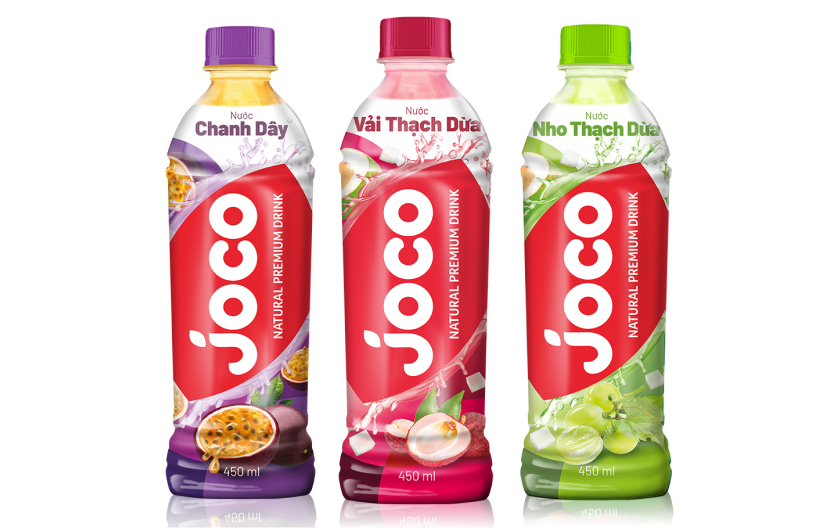 Nước
Chanh Dây
joco
NATURAL PREMIUM DRINK
450 ml
Nước
Vải Thạch Dừa
joco
NATURAL PREMIUM DRINK
450 ml
Nước
Nho Thạch Dừa
joco
NATURAL PREMIUM DRINK
450 ml